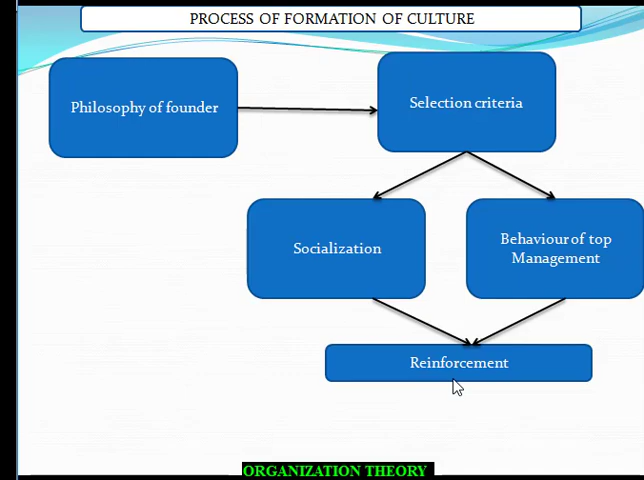 PROCESS OF FORMATION OF CULTURE
Philosophy of founder
Selection criteria
Socialization
Behaviour of top
Management
Reinforcement
ORGANIZATION THEORY